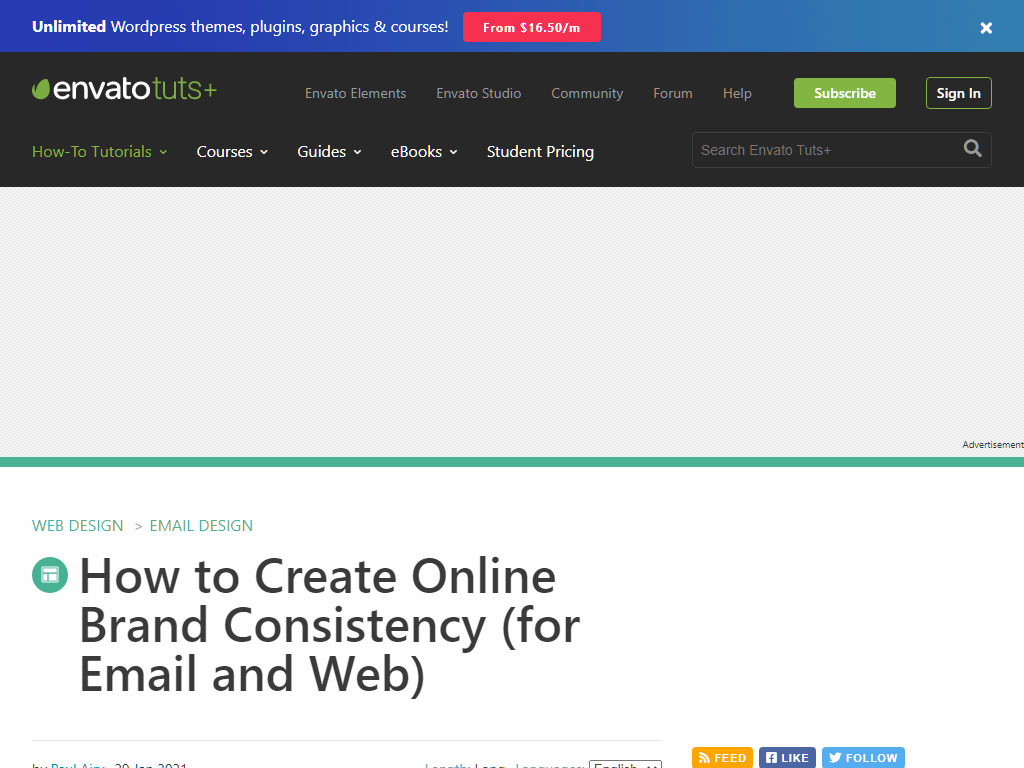 Unlimited Wordpress themes, plugins, graphics & courses! From $16.50/m
envatotuts+
Envato Elements Envato Studio Community Forum Help Subscribe Sign In
How-To Tutorials Courses Guides eBooks Student Pricing Search Envato Tuts+
Advertisement
WEB DESIGN > EMAIL DESIGN
How to Create Online
Brand Consistency (for
Email and Web)
FEED LIKE FOLLOW
by Paul Airy 29 Jan 2021 Length: Long Languages: English